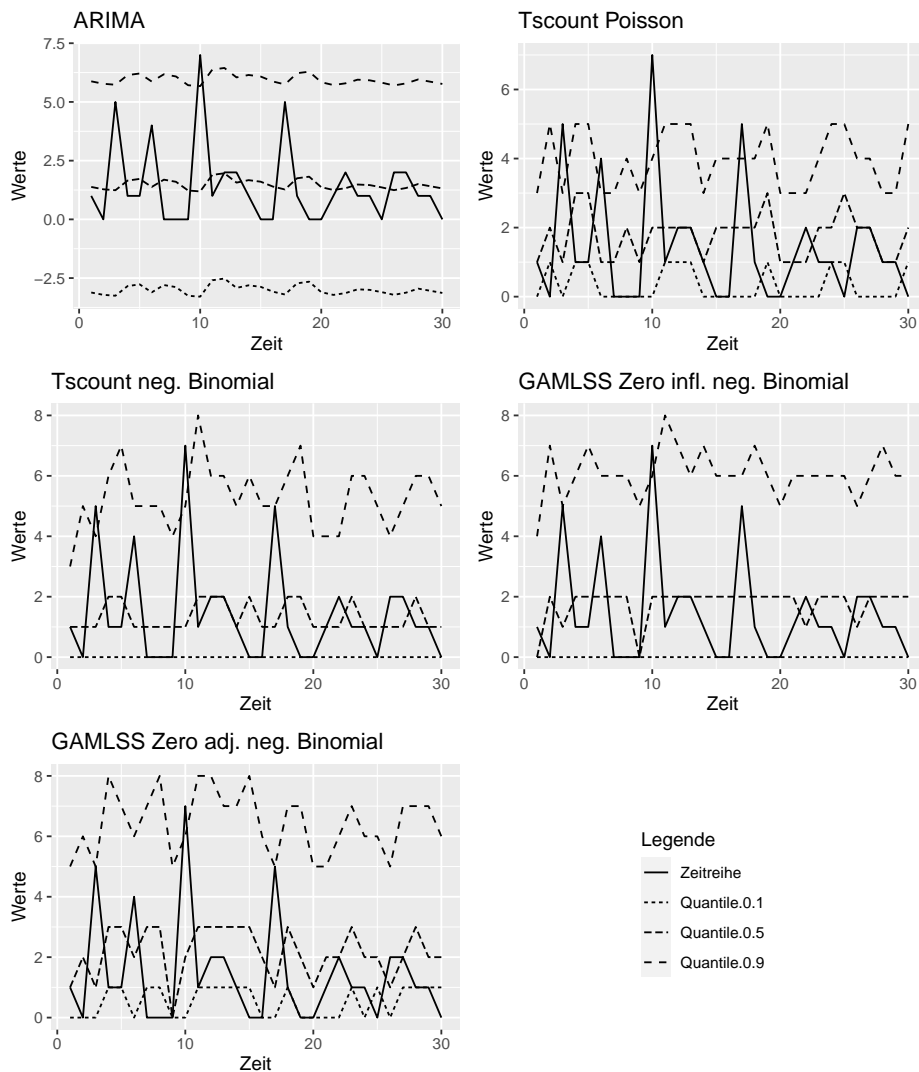 ARIMA
Werte
7.5
5.0
2.5
0.0
−2.5
0
10
20
30
Zeit
Tscount Poisson
Werte
6
4
2
0
0
10
20
30
Zeit
Tscount neg. Binomial
Werte
8
6
4
2
0
0
10
20
30
Zeit
GAMLSS Zero infl. neg. Binomial
Werte
8
6
4
2
0
0
10
20
30
Zeit
GAMLSS Zero adj. neg. Binomial
Werte
8
6
4
2
0
0
10
20
30
Zeit
Legende
Zeitreihe
Quantile.0.1
Quantile.0.5
Quantile.0.9